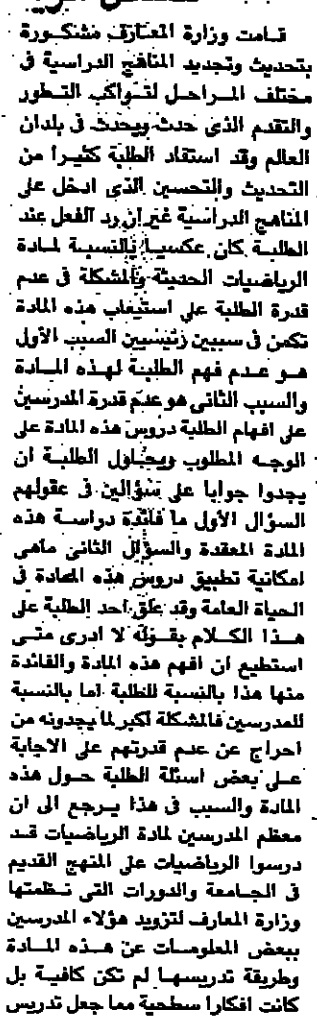 قامت وزارة المعارف مشكورة
بتحديث وتجديد المناهج الدراسية في
مختلف المراحل لتواكب التطور
والتقدم الذى حدث ويحدث في بلدان
العالم وقد استفاد الطلبة كثيرا من
التحديث والتحسين الذى ادخل على
المناهج الدراسية غير أن رد الفعل عند
الطلبة كان عكسيا بالنسبة لمادة
الرياضيات الحديثة والمشكلة في عدم
قدرة الطلبة على استيعاب هذه المادة
تكمن في سببين رئيسيين السبب الأول
هو عدم فهم الطلبة لهذه المادة
والسبب الثانى هو عدم قدرة المدرسين
على افهام الطلبة دروس هذه المادة على
الوجه المطلوب ويحاول الطلبة ان
يجدوا جوابا على سؤالين في عقولهم
السؤال الأول ما فائدة دراسة هذه
المادة المعقدة والسؤال الثانى ماهى
امكانية تطبيق دروس هذه المادة في
الحياة العامة وقد علق احد الطلبة على
هذا الكلام بقوله لا ادرى متى
استطيع ان افهم هذه المادة والفائدة
منها هذا بالنسبة للطلبة اما بالنسبة
للمدرسين فالمشكلة اكبر لما يجدونه من
احراج عن عدم قدرتهم على الاجابة
على بعض اسئلة الطلبة حول هذه
المادة والسبب في هذا يرجع الى ان
معظم المدرسين لمادة الرياضيات قد
درسوا الرياضيات على المنهج القديم
في الجامعة والدورات التى نظمتها
وزارة المعارف لتزويد هؤلاء المدرسين
ببعض المعلومات عن هذه المادة
وطريقة تدريسها لم تكن كافية بل
كانت افكارا سطحية مما جعل تدريس